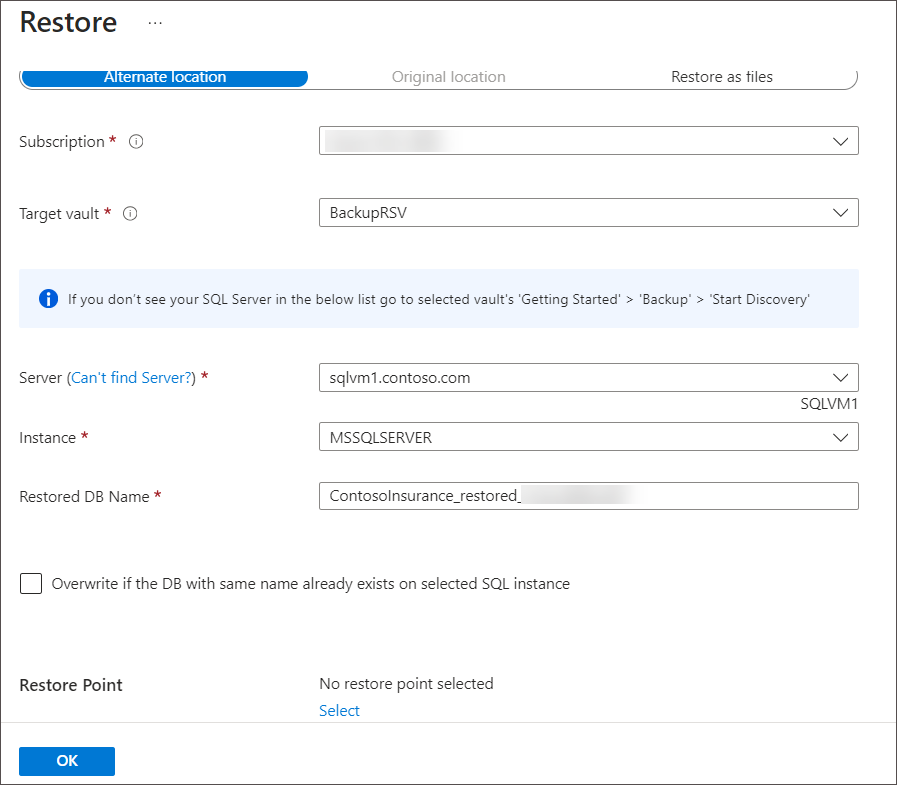 Restore ...
Alternate location Original location Restore as files
Subscription *
Target vault * BackupRSV
If you don't see your SQL Server in the below list go to selected vault's 'Getting Started' > 'Backup' > 'Start Discovery'
Server (Can't find Server?) * sqlvm1.contoso.com
SQLVM1
Instance * MSSQLSERVER
Restored DB Name * ContosoInsurance_restored_
Overwrite if the DB with same name already exists on selected SQL instance
Restore Point No restore point selected
Select
OK